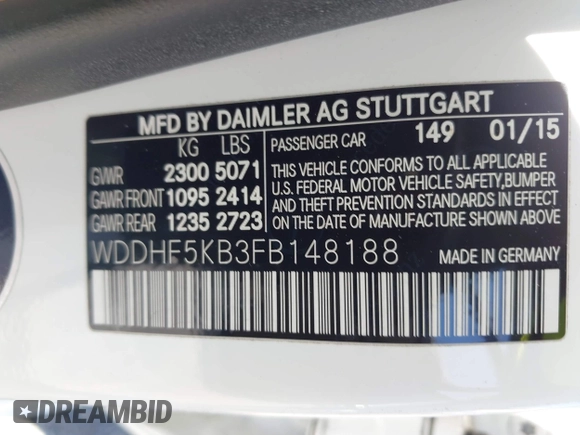 MFD BY DAIMLER AG STUTTGART
KG LBS
GVWR 2300 5071
GAWR FRONT 1095 2414
GAWR REAR 1235 2723
PASSENGER CAR 149 01/15
THIS VEHICLE CONFORMS TO ALL APPLICABLE
U.S. FEDERAL MOTOR VEHICLE SAFETY,BUMPER
AND THEFT PREVENTION STANDARDS IN EFFECT
ON THE DATE OF MANUFACTURE SHOWN ABOVE.
WDDHF5KB3FB148188
MADE IN GERMANY
DREAMBID